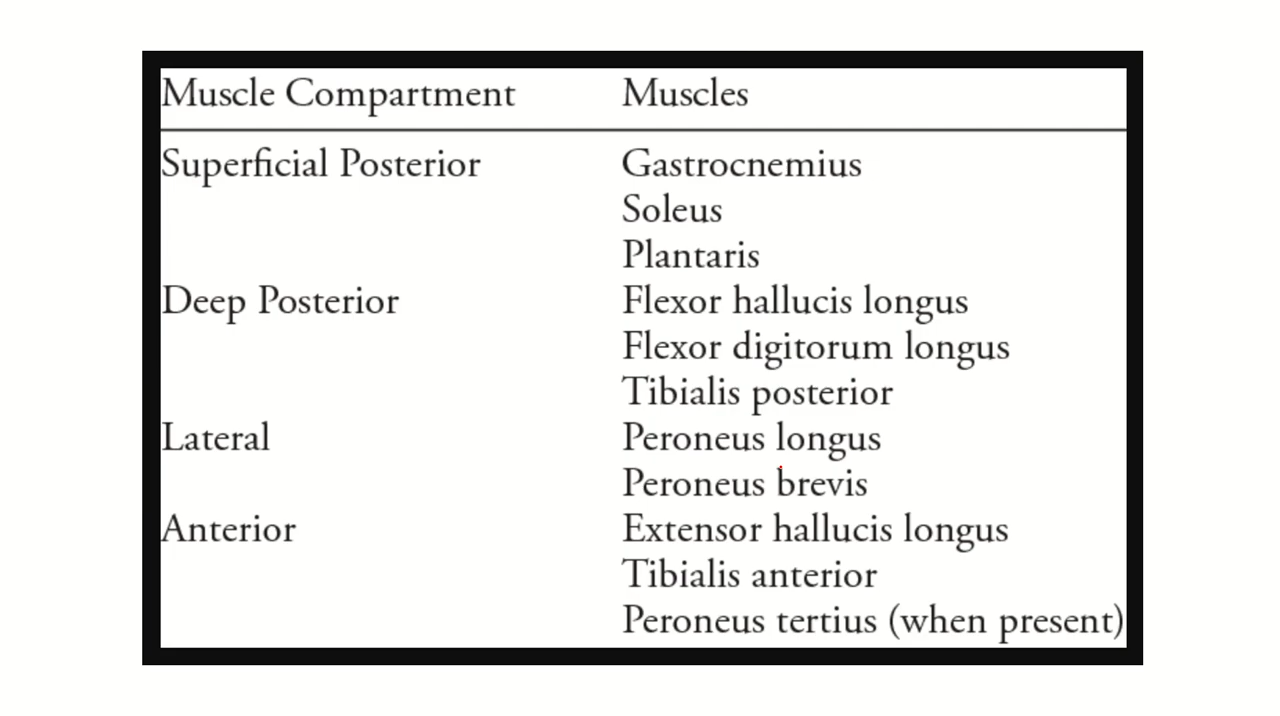 Muscle Compartment Muscles
Superficial Posterior Gastrocnemius
Soleus
Plantaris
Deep Posterior Flexor hallucis longus
Flexor digitorum longus
Tibialis posterior
Lateral Peroneus longus
Peroneus brevis
Anterior Extensor hallucis longus
Tibialis anterior
Peroneus tertius (when present)